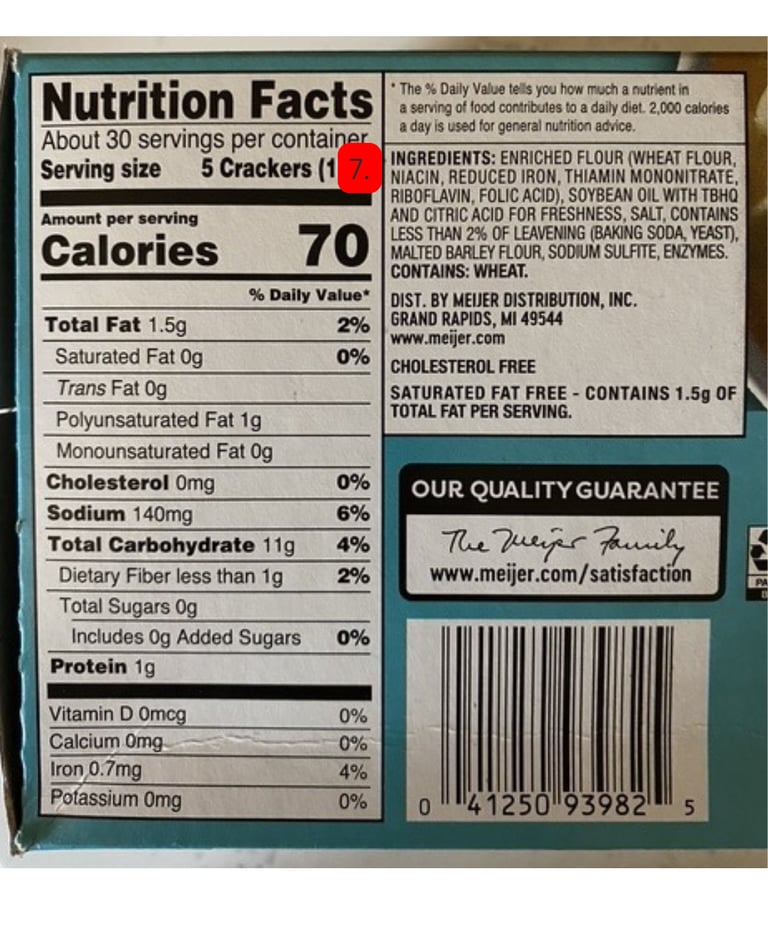 Nutrition Facts
About 30 servings per container
Serving size 5 Crackers (1
7.
Amount per serving
Calories 70
% Daily Value*
Total Fat 1.5g 2%
Saturated Fat 0g 0%
Trans Fat 0g
Polyunsaturated Fat 1g
Monounsaturated Fat 0g
Cholesterol 0mg 0%
Sodium 140mg 6%
Total Carbohydrate 11g 4%
Dietary Fiber less than 1g 2%
Total Sugars 0g
Includes 0g Added Sugars 0%
Protein 1g
Vitamin D 0mcg 0%
Calcium 0mg 0%
Iron 0.7mg 4%
Potassium 0mg 0%
* The % Daily Value tells you how much a nutrient in
a serving of food contributes to a daily diet. 2,000 calories
a day is used for general nutrition advice.
INGREDIENTS: ENRICHED FLOUR (WHEAT FLOUR,
NIACIN, REDUCED IRON, THIAMIN MONONITRATE,
RIBOFLAVIN, FOLIC ACID), SOYBEAN OIL WITH TBHQ
AND CITRIC ACID FOR FRESHNESS, SALT, CONTAINS
LESS THAN 2% OF LEAVENING (BAKING SODA, YEAST),
MALTED BARLEY FLOUR, SODIUM SULFITE, ENZYMES.
CONTAINS: WHEAT.
DIST. BY MEIJER DISTRIBUTION, INC.
GRAND RAPIDS, MI 49544
www.meijer.com
CHOLESTEROL FREE
SATURATED FAT FREE - CONTAINS 1.5g OF
TOTAL FAT PER SERVING.
OUR QUALITY GUARANTEE
The Meijer Family
www.meijer.com/satisfaction
0 41250 93982 5